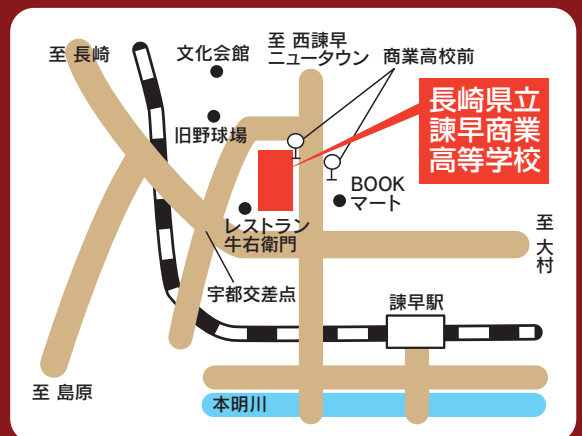 至 長崎
文化会館
至 西諫早
ニュータウン
商業高校前
長崎県立
諫早商業
高等学校
旧野球場
BOOK
マート
レストラン
牛右衛門
至 大村
宇都交差点
諫早駅
至 島原
本明川